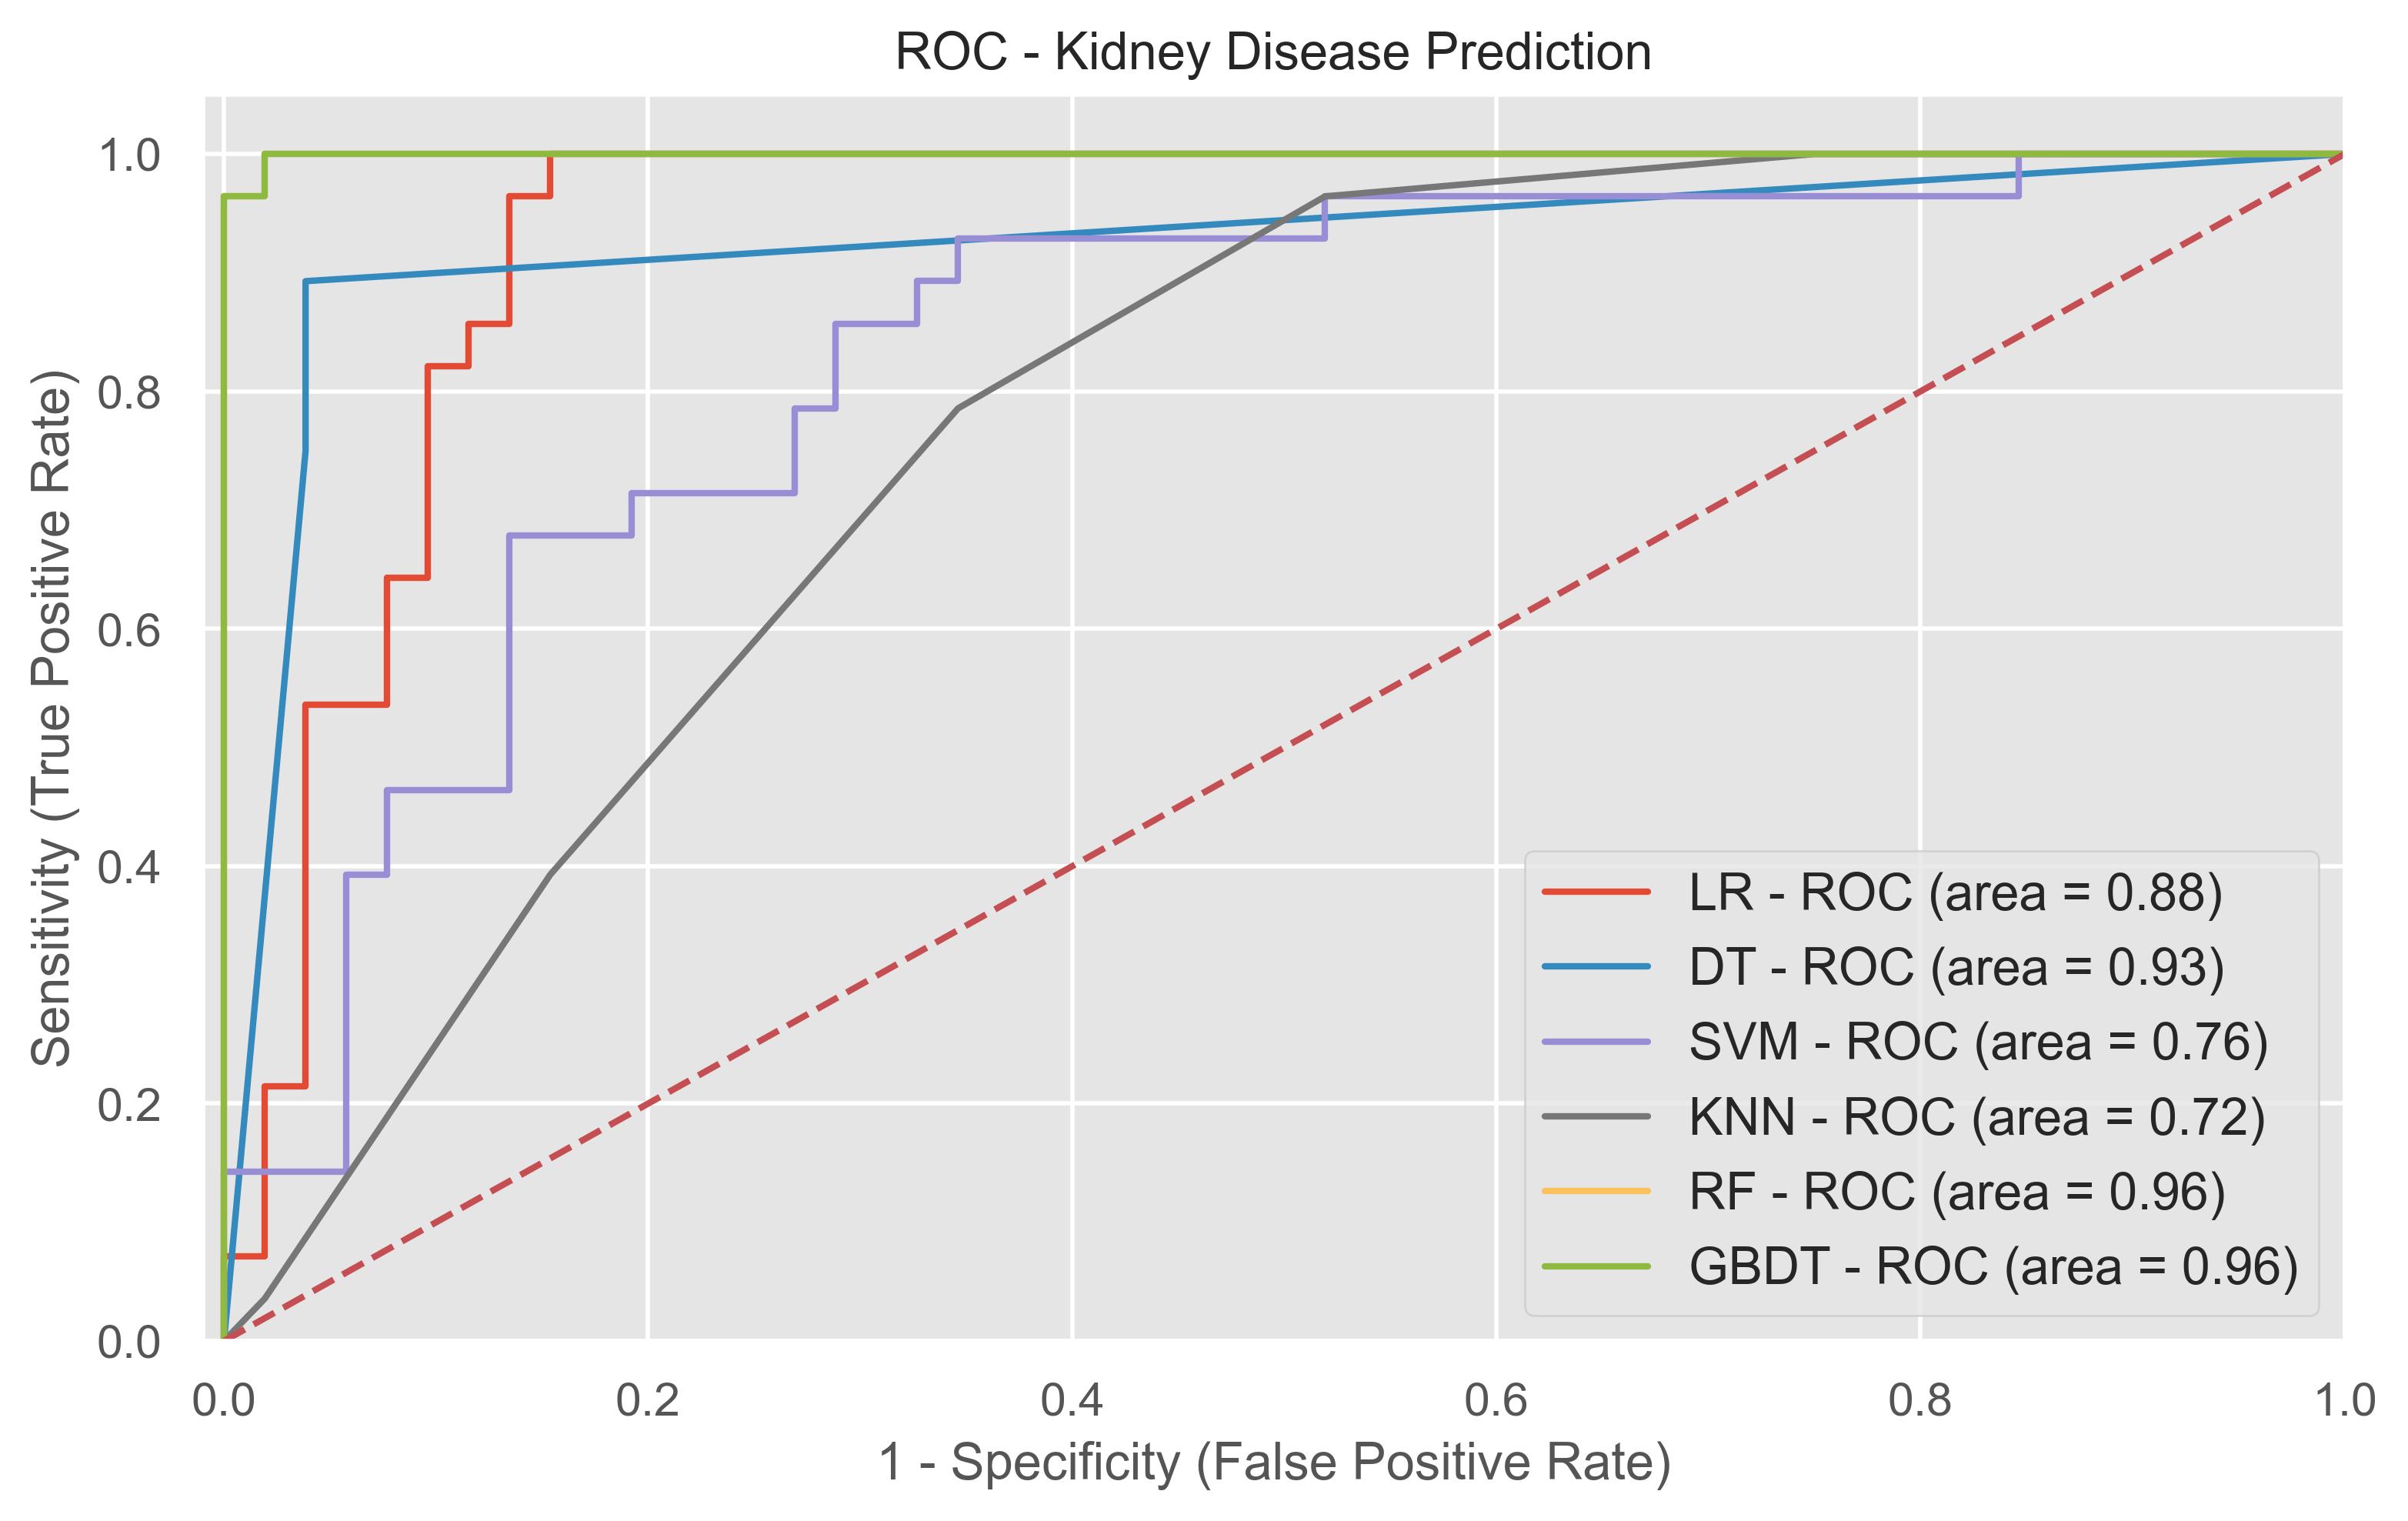 ROC - Kidney Disease Prediction
Sensitivity (True Positive Rate)
1.0
0.8
0.6
0.4
0.2
0.0
LR - ROC (area = 0.88)
DT - ROC (area = 0.93)
SVM - ROC (area = 0.76)
KNN - ROC (area = 0.72)
RF - ROC (area = 0.96)
GBDT - ROC (area = 0.96)
0.0 0.2 0.4 0.6 0.8 1.0
1 - Specificity (False Positive Rate)